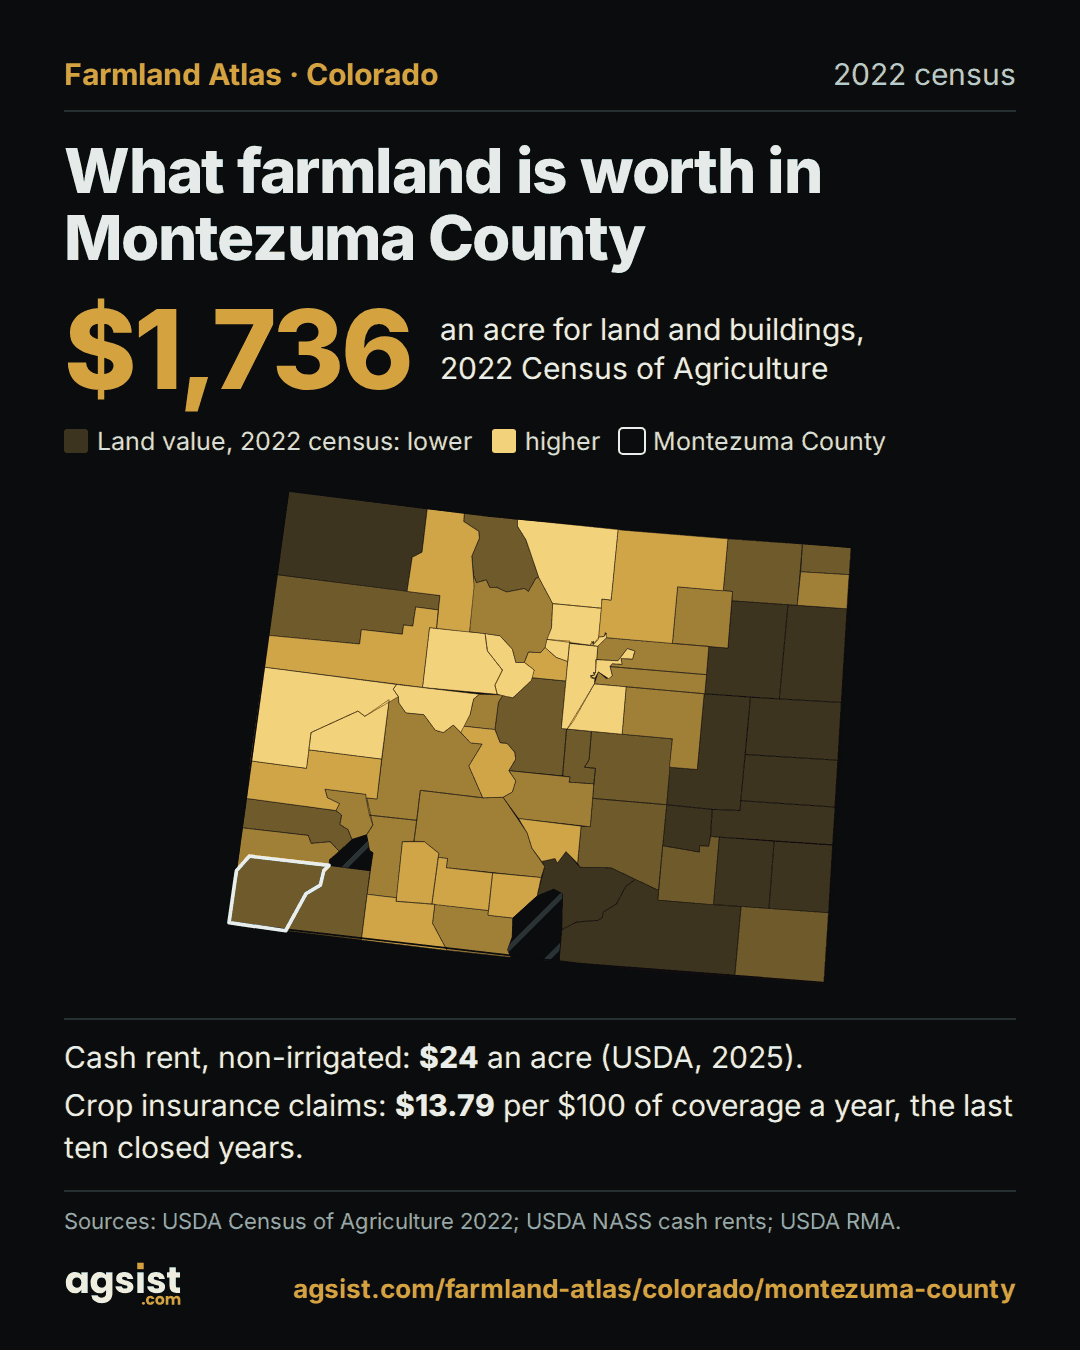 Farmland Atlas · Colorado
2022 census
What farmland is worth in
Montezuma County
$1,736
an acre for land and buildings,
2022 Census of Agriculture
Land value, 2022 census: lower
higher
Montezuma County
Cash rent, non-irrigated: $24 an acre (USDA, 2025).
Crop insurance claims: $13.79 per $100 of coverage a year, the last
ten closed years.
Sources: USDA Census of Agriculture 2022; USDA NASS cash rents; USDA RMA.
agsist
.com
agsist.com/farmland-atlas/colorado/montezuma-county